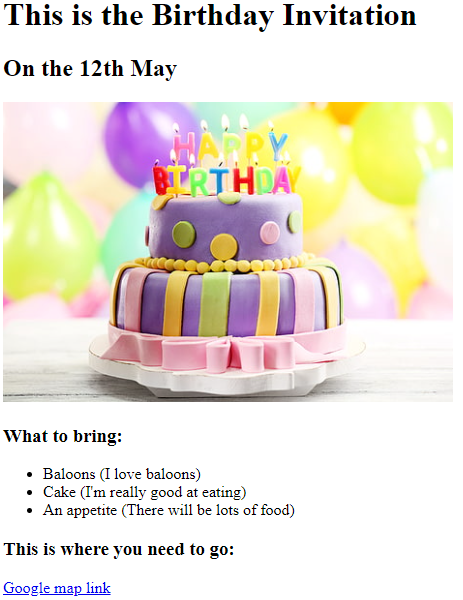 This is the Birthday Invitation
On the 12th May
HAPPY
BIRTHDAY
What to bring:
Baloons (I love baloons)
Cake (I'm really good at eating)
An appetite (There will be lots of food)
This is where you need to go:
Google map link